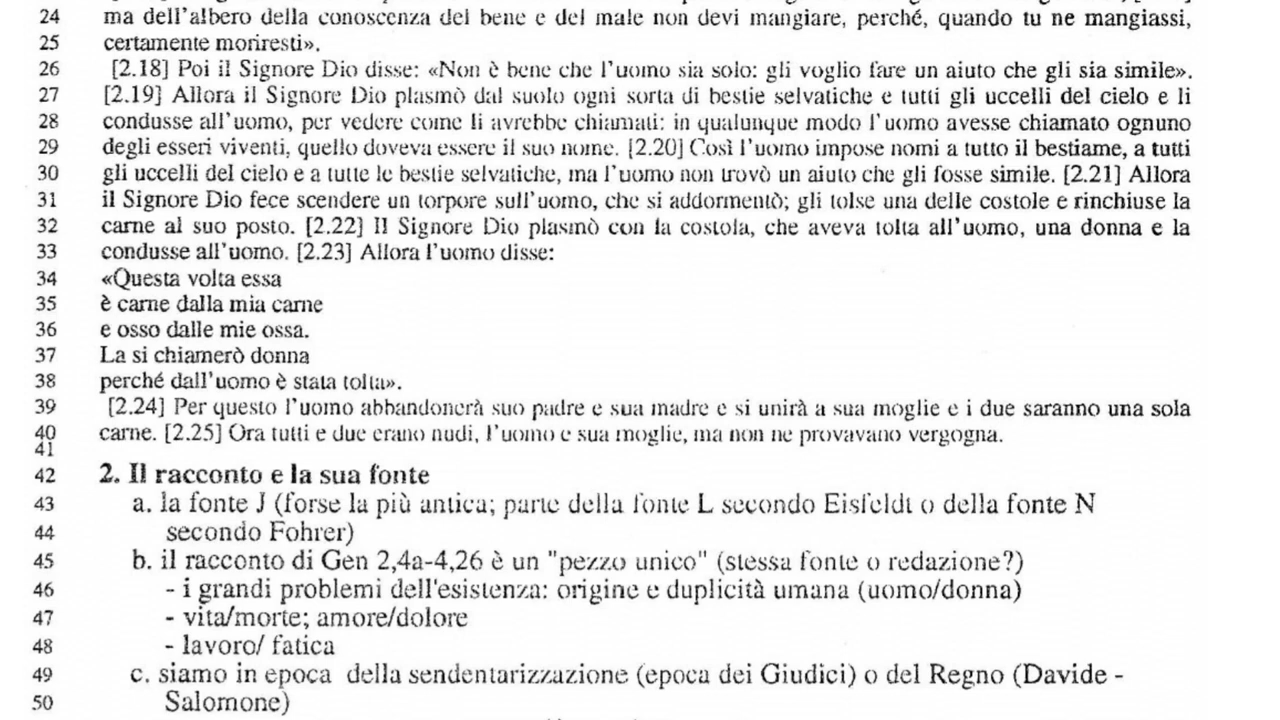 24 ma dell'albero della conoscenza del bene e del male non devi mangiare, perché, quando tu ne mangiassi,
25 certamente moriresti».
26 [2.18] Poi il Signore Dio disse: «Non è bene che l'uomo sia solo: gli voglio fare un aiuto che gli sia simile».
27 [2.19] Allora il Signore Dio plasmò dal suolo ogni sorta di bestie selvatiche e tutti gli uccelli del cielo e li
28 condusse all'uomo, per vedere come li avrebbe chiamati: in qualunque modo l'uomo avesse chiamato ognuno
29 degli esseri viventi, quello doveva essere il suo nome. [2.20] Così l'uomo impose nomi a tutto il bestiame, a tutti
30 gli uccelli del cielo e a tutte le bestie selvatiche, ma l'uomo non trovò un aiuto che gli fosse simile. [2.21] Allora
31 il Signore Dio fece scendere un torpore sull'uomo, che si addormentò; gli tolse una delle costole e rinchiuse la
32 carne al suo posto. [2.22] Il Signore Dio plasmò con la costola, che aveva tolta all'uomo, una donna e la
33 condusse all'uomo. [2.23] Allora l'uomo disse:
34 «Questa volta essa
35 è carne dalla mia carne
36 e osso dalle mie ossa.
37 La si chiamerò donna
38 perché dall'uomo è stata tolta».
39 [2.24] Per questo l'uomo abbandonerà suo padre e sua madre e si unirà a sua moglie e i due saranno una sola
40 carne. [2.25] Ora tutti e due erano nudi, l'uomo e sua moglie, ma non ne provavano vergogna.
41
42 2. Il racconto e la sua fonte
43 a. la fonte J (forse la più antica; parte della fonte L secondo Eisfeldt o della fonte N
44 secondo Fohrer)
45 b. il racconto di Gen 2,4a-4,26 è un "pezzo unico" (stessa fonte o redazione?)
46 - i grandi problemi dell'esistenza: origine e duplicità umana (uomo/donna)
47 - vita/morte; amore/dolore
48 - lavoro/ fatica
49 c. siamo in epoca della sendentarizzazione (epoca dei Giudici) o del Regno (Davide -
50 Salomone)